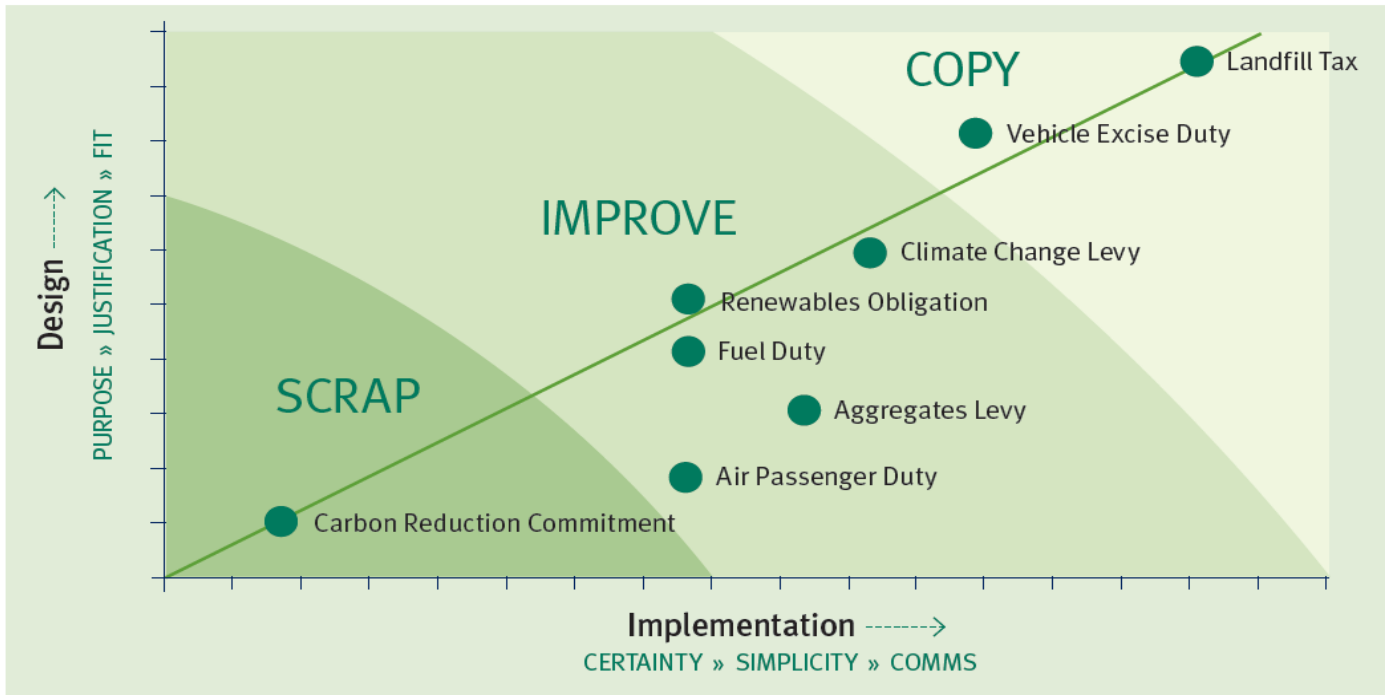 COPY
Landfill Tax
Vehicle Excise Duty
IMPROVE
Climate Change Levy
Renewables Obligation
Fuel Duty
SCRAP
Aggregates Levy
Air Passenger Duty
Carbon Reduction Commitment
Design
PURPOSE » JUSTIFICATION » FIT
Implementation
CERTAINTY » SIMPLICITY » COMMS